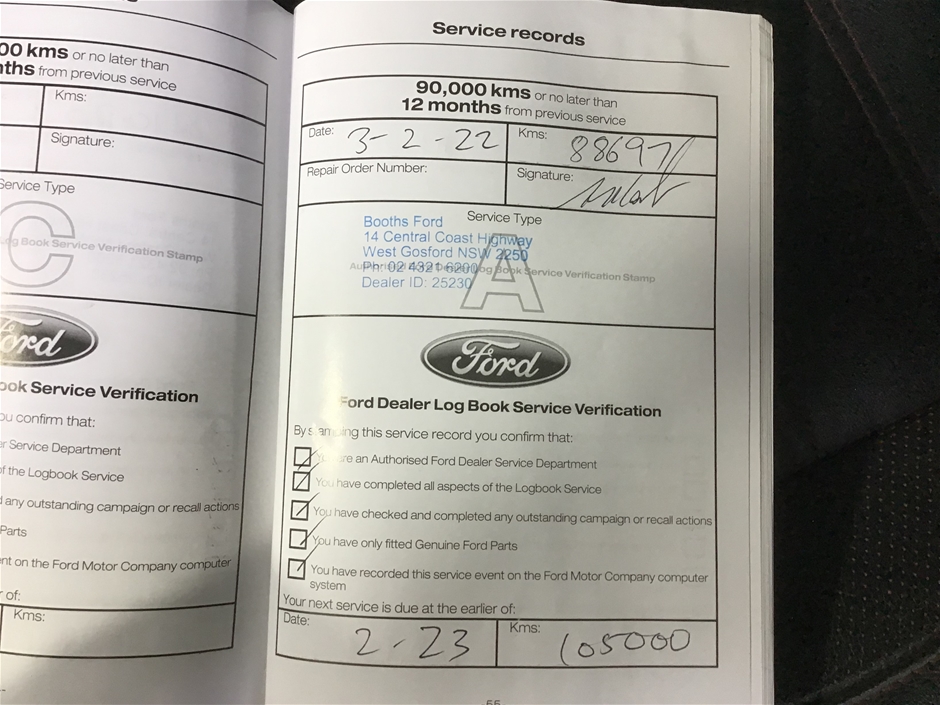 00 kms or no later than
from previous service
Kms:
Signature:
Service Type
C
Book Service Verification Stamp
Ford
Service Verification
confirm that:
Service Department
the Logbook Service
any outstanding campaign or recall actions
Parts
on the Ford Motor Company computer
of:
Kms:
Service records
90,000 kms or no later than
12 months from previous service
Date: 3-2-22
Kms: 88697
Repair Order Number:
Signature:
Service Type
Booths Ford
14 Central Coast Highway
West Gosford NSW 2250
Ph: 02 4321 6200
Dealer ID: 25230
A
Log Book Service Verification Stamp
Ford
Ford Dealer Log Book Service Verification
By this service record you confirm that:
an Authorised Ford Dealer Service Department
You have completed all aspects of the Logbook Service
You have checked and completed any outstanding campaign or recall actions
You have only fitted Genuine Ford Parts
You have recorded this service event on the Ford Motor Company computer
system
Your next service is due at the earlier of:
Date: 2-23
Kms: 105000